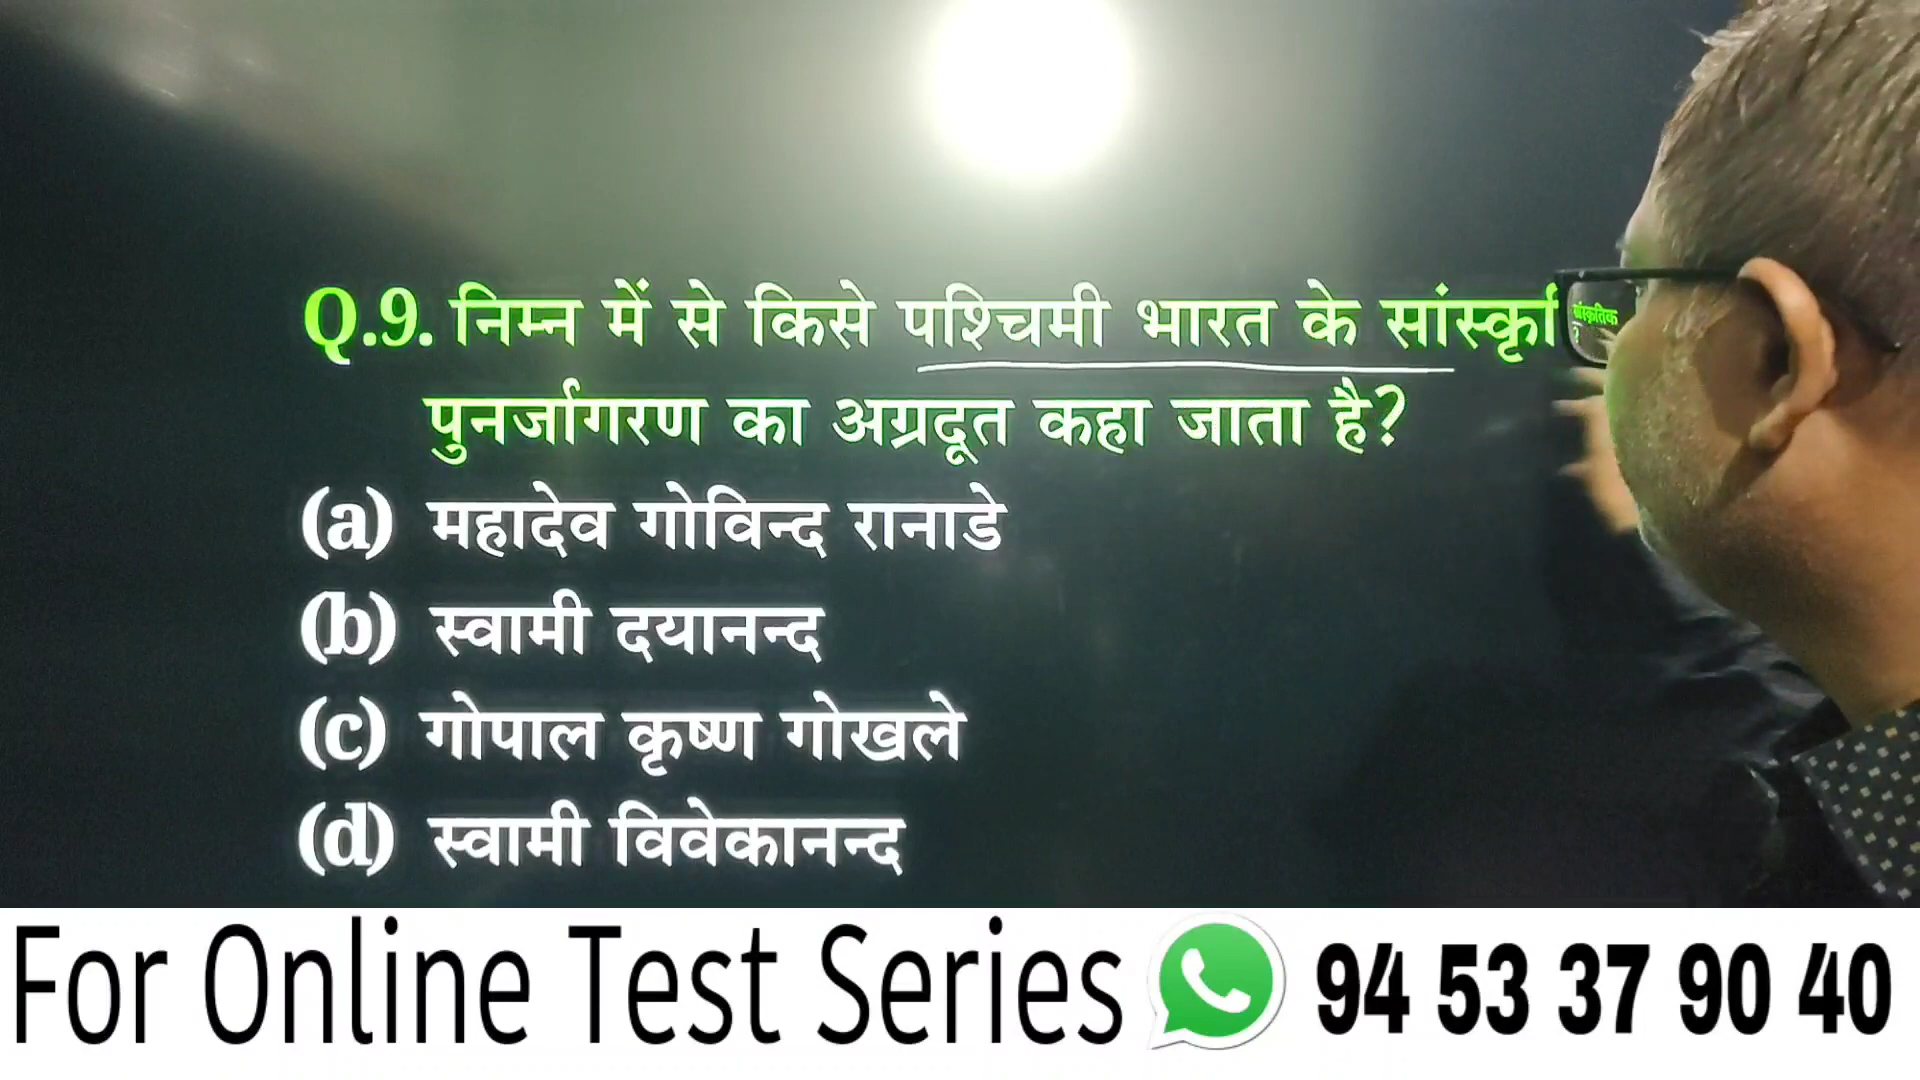 Q.9. निम्न में से किसे पश्चिमी भारत के सांस्कृतिक
पुनर्जागरण का अग्रदूत कहा जाता है?
(a) महादेव गोविन्द रानाडे
(b) स्वामी दयानन्द
(c) गोपाल कृष्ण गोखले
(d) स्वामी विवेकानन्द
For Online Test Series 94 53 37 90 40